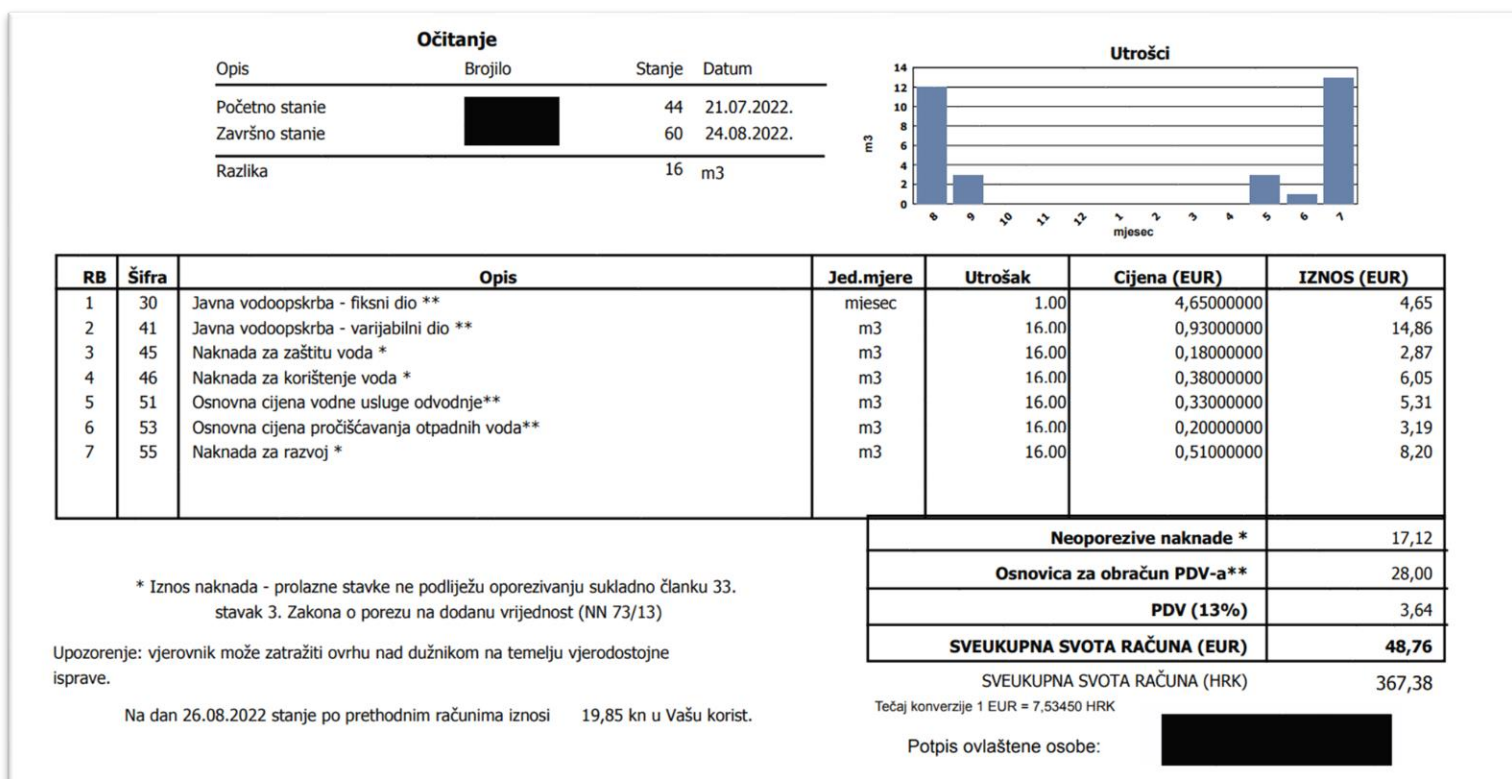 Očitanje
Opis Brojilo Stanje Datum
Početno stanje 44 21.07.2022.
Završno stanje 60 24.08.2022.
Razlika 16 m3
Utrošci
14
12
10
8
6
4
2
0
m3
8 9 10 11 12 1 2 3 4 5 6 7
mjesec
RB Šifra Opis Jed.mjere Utrošak Cijena (EUR) IZNOS (EUR)
1 30 Javna vodoopskrba - fiksni dio ** mjesec 1.00 4,65000000 4,65
2 41 Javna vodoopskrba - varijabilni dio ** m3 16.00 0,93000000 14,86
3 45 Naknada za zaštitu voda * m3 16.00 0,18000000 2,87
4 46 Naknada za korištenje voda * m3 16.00 0,38000000 6,05
5 51 Osnovna cijena vodne usluge odvodnje** m3 16.00 0,33000000 5,31
6 53 Osnovna cijena pročišćavanja otpadnih voda** m3 16.00 0,20000000 3,19
7 55 Naknada za razvoj * m3 16.00 0,51000000 8,20
Neoporezive naknade * 17,12
Osnovica za obračun PDV-a** 28,00
PDV (13%) 3,64
SVEUKUPNA SVOTA RAČUNA (EUR) 48,76
SVEUKUPNA SVOTA RAČUNA (HRK) 367,38
Tečaj konverzije 1 EUR = 7,53450 HRK
* Iznos naknada - prolazne stavke ne podliježu oporezivanju sukladno članku 33.
stavak 3. Zakona o porezu na dodanu vrijednost (NN 73/13)
Upozorenje: vjerovnik može zatražiti ovrhu nad dužnikom na temelju vjerodostojne
isprave.
Na dan 26.08.2022 stanje po prethodnim računima iznosi 19,85 kn u Vašu korist.
Potpis ovlaštene osobe: